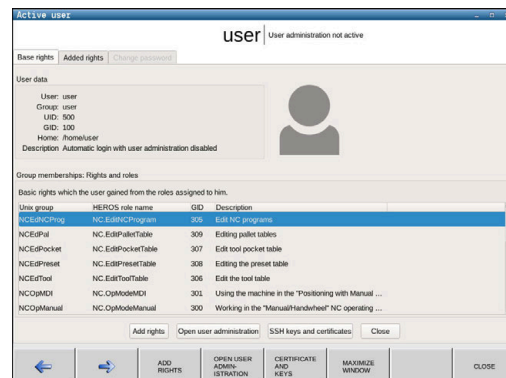 Active user
user User administration not active
Base rights Added rights Change password
User data
User: user
Group: user
UID: 500
GID: 100
Home: /home/user
Description Automatic login with user administration disabled
Group memberships: Rights and roles
Basic rights which the user gained from the roles assigned to him.
Unix group HEROS role name GID Description
NCEdNCProg NC.EditNCProgram 305 Edit NC programs
NCEdPal NC.EditPalletTable 309 Editing pallet tables
NCEdPocket NC.EditPocketTable 307 Edit tool pocket table
NCEdPreset NC.EditPresetTable 308 Editing the preset table
NCEdTool NC.EditToolTable 306 Edit the tool table
NCOpMDI NC.OpModeMDI 301 Using the machine in the "Positioning with Manual ...
NCOpManual NC.OpModeManual 300 Working in the "Manual/Handwheel" NC operating ...
Add rights Open user administration SSH keys and certificates Close
ADD
RIGHTS
OPEN USER
ADMIN-
ISTRATION
CERTIFICATE
AND
KEYS
MAXIMIZE
WINDOW
CLOSE